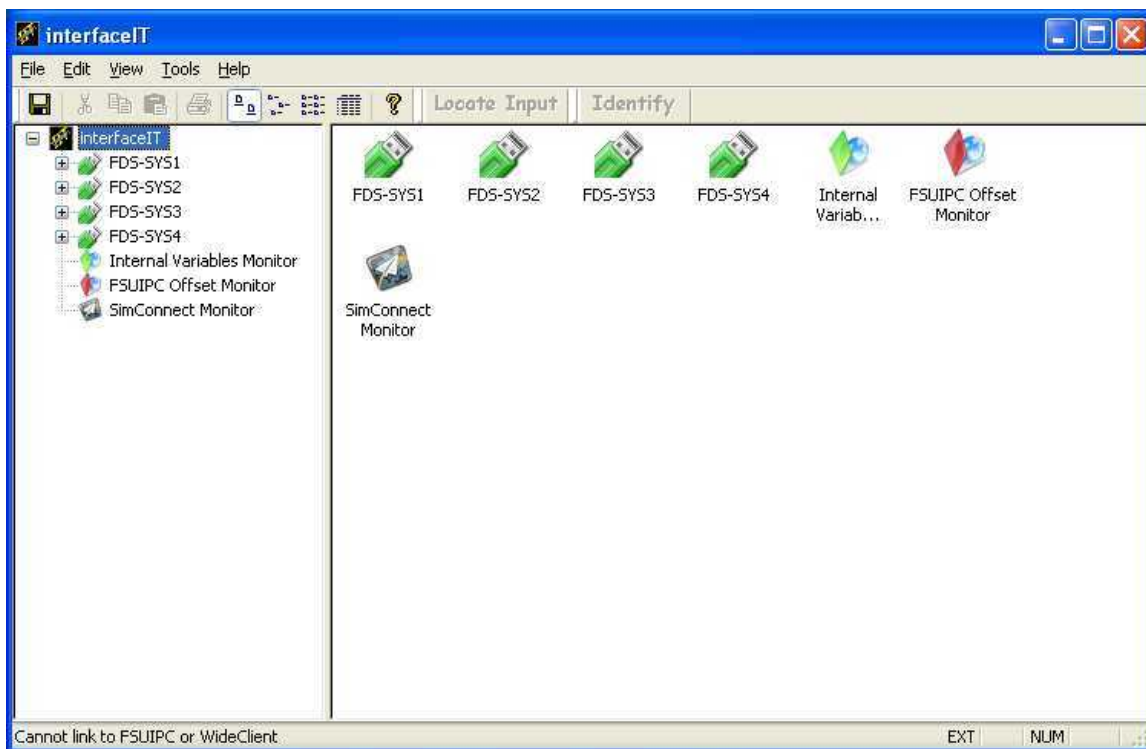 interfaceIT
File Edit View Tools Help
Locate Input Identify
interfaceIT
FDS-SYS1
FDS-SYS2
FDS-SYS3
FDS-SYS4
Internal Variables Monitor
FSUIPC Offset Monitor
SimConnect Monitor
FDS-SYS1 FDS-SYS2 FDS-SYS3 FDS-SYS4 Internal Variab... FSUIPC Offset Monitor
SimConnect
Monitor
Cannot link to FSUIPC or WideClient EXT NUM